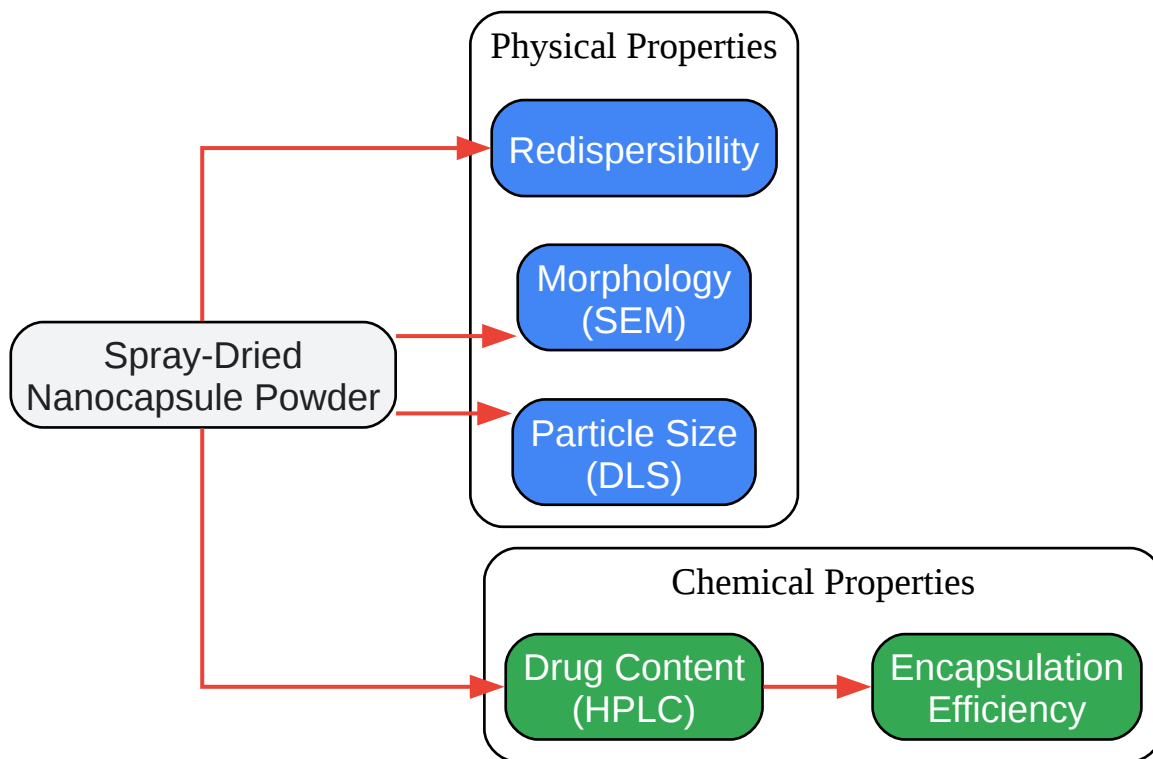 Physical Properties
Redispersibility
Morphology
(SEM)
Spray-Dried
Nanocapsule Powder
Particle Size
(DLS)
Chemical Properties
Drug Content
(HPLC)
Encapsulation
Efficiency